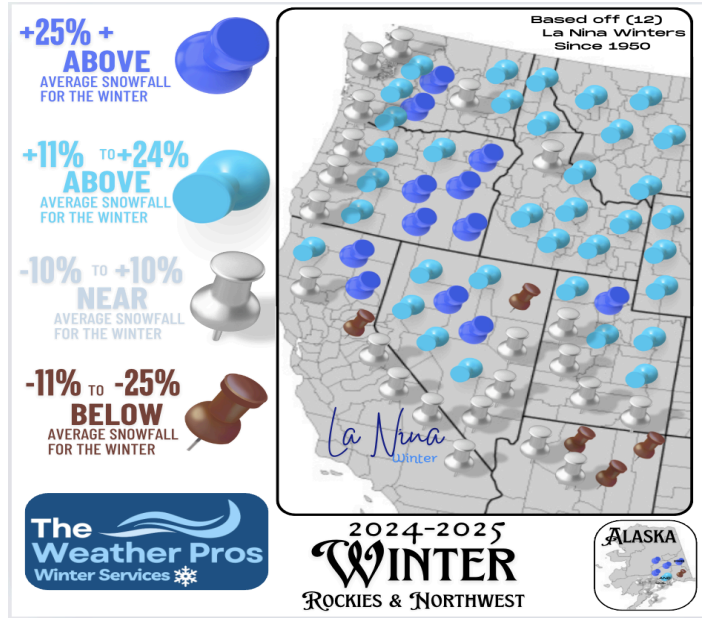 +25% +
ABOVE
AVERAGE SNOWFALL
FOR THE WINTER
+11% TO +24%
ABOVE
AVERAGE SNOWFALL
FOR THE WINTER
-10% TO +10%
NEAR
AVERAGE SNOWFALL
FOR THE WINTER
-11% TO -25%
BELOW
AVERAGE SNOWFALL
FOR THE WINTER
The
Weather Pros
Winter Services
Based off (12)
La Nina Winters
Since 1950
La Nina
Winter
2024-2025
WINTER
ROCKIES & NORTHWEST
ALASKA